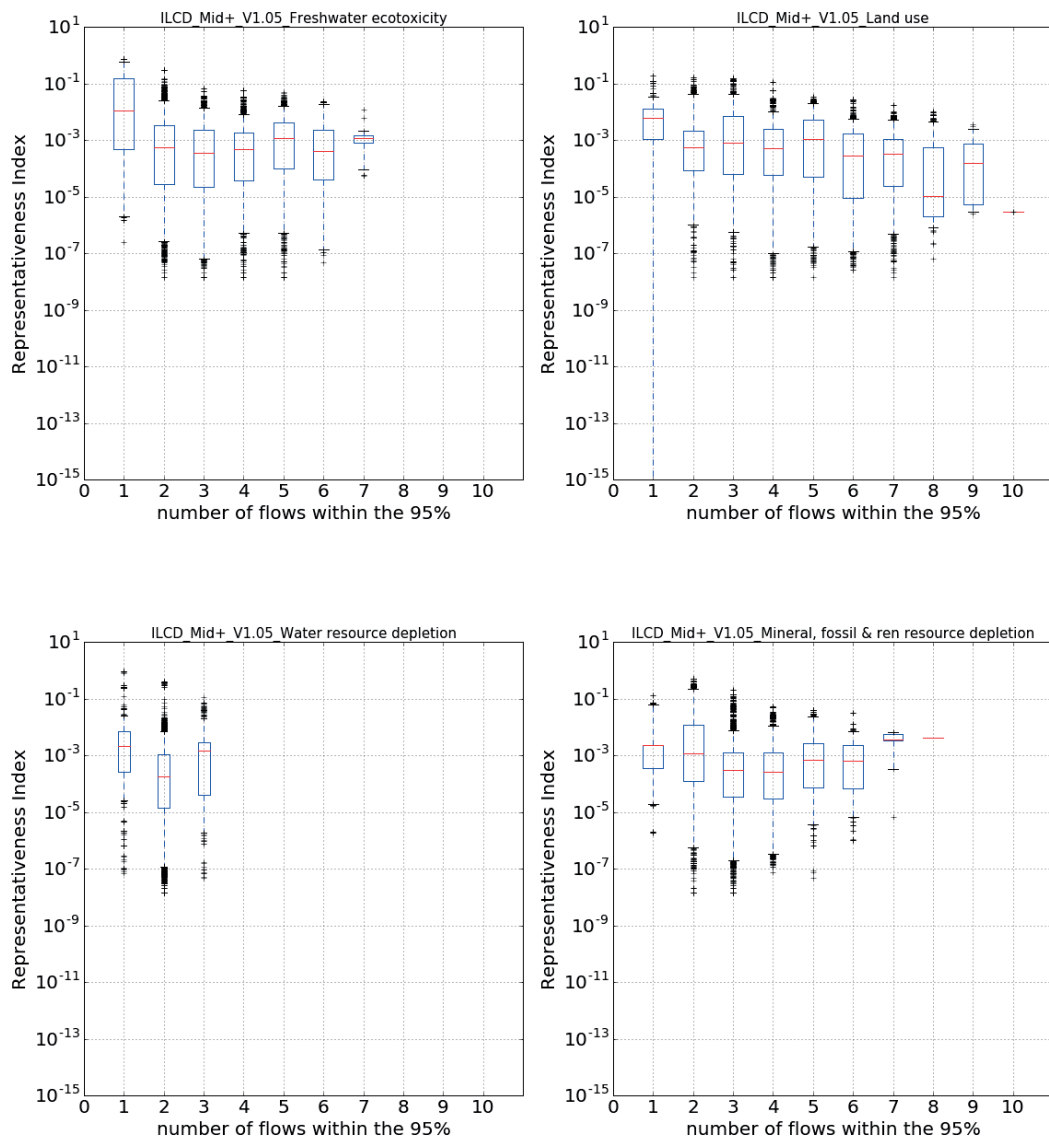 ILCD_Mid+_V1.05_Freshwater ecotoxicity
Representativeness Index
10^1
10^-1
10^-3
10^-5
10^-7
10^-9
10^-11
10^-13
10^-15
0 1 2 3 4 5 6 7 8 9 10
number of flows within the 95%
ILCD_Mid+_V1.05_Land use
Representativeness Index
10^1
10^-1
10^-3
10^-5
10^-7
10^-9
10^-11
10^-13
10^-15
0 1 2 3 4 5 6 7 8 9 10
number of flows within the 95%
ILCD_Mid+_V1.05_Water resource depletion
Representativeness Index
10^1
10^-1
10^-3
10^-5
10^-7
10^-9
10^-11
10^-13
10^-15
0 1 2 3 4 5 6 7 8 9 10
number of flows within the 95%
ILCD_Mid+_V1.05_Mineral, fossil & ren resource depletion
Representativeness Index
10^1
10^-1
10^-3
10^-5
10^-7
10^-9
10^-11
10^-13
10^-15
0 1 2 3 4 5 6 7 8 9 10
number of flows within the 95%